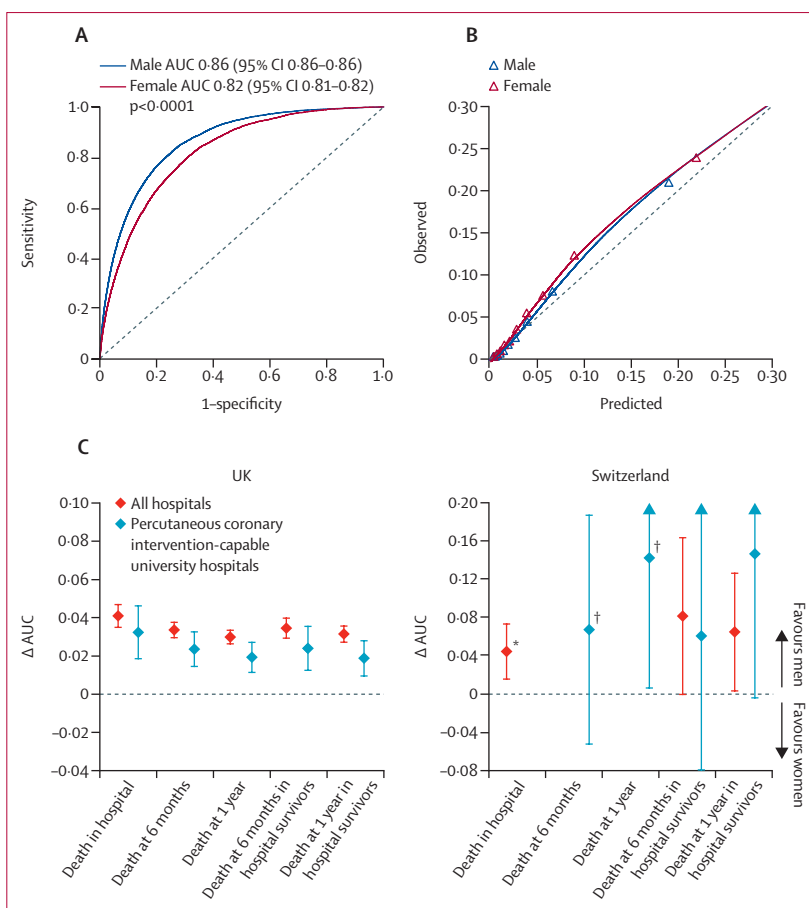 A
Male AUC 0·86 (95% CI 0·86–0·86)
Female AUC 0·82 (95% CI 0·81–0·82)
p<0·0001
1·0
0·8
0·6
0·4
0·2
0
0
0·2
0·4
0·6
0·8
1·0
Sensitivity
1–specificity
B
Male
Female
0·30
0·25
0·20
0·15
0·10
0·05
0
0
0·05
0·10
0·15
0·20
0·25
0·30
Observed
Predicted
C
UK
All hospitals
Percutaneous coronary
intervention-capable
university hospitals
0·10
0·08
0·06
0·04
0·02
0
–0·02
–0·04
Δ AUC
Death in hospital
Death at 6 months
Death at 1 year
Death at 6 months in
hospital survivors
Death at 1 year in
hospital survivors
Switzerland
0·20
0·16
0·12
0·08
0·04
0
–0·04
–0·08
Δ AUC
*
†
†
Favours men
Favours women
Death in hospital
Death at 6 months
Death at 1 year
Death at 6 months in
hospital survivors
Death at 1 year in
hospital survivors